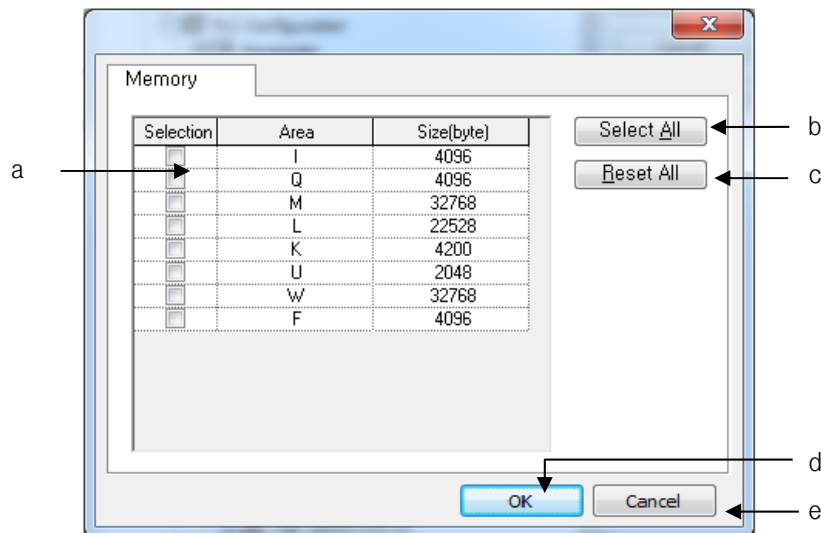 Memory
Selection Area Size(byte)
I 4096
Q 4096
M 32768
L 22528
K 4200
U 2048
W 32768
F 4096
Select All
Reset All
OK Cancel
a
b
c
d
e